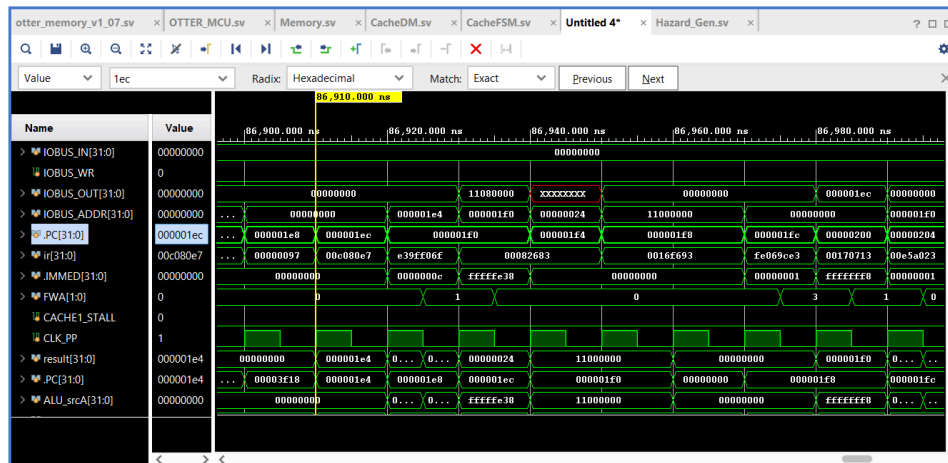 otter_memory_v1_07.sv × OTTER_MCU.sv × Memory.sv × CacheDM.sv × CacheFSM.sv × Untitled 4* × Hazard_Gen.sv × ?
Value 1ec Radix: Hexadecimal Match: Exact Previous Next
86,910.000 ns
Name Value 86,900.000 ns 86,920.000 ns 86,940.000 ns 86,960.000 ns 86,980.000 ns
IOBUS_IN[31:0] 00000000 00000000
IOBUS_WR 0
IOBUS_OUT[31:0] 00000000 00000000 11080000 xxxxxxxx 00000000 000001ec 00000000
IOBUS_ADDR[31:0] 00000000 ... 00000000 000001e4 000001f0 00000024 11000000 00000000 000001f0
.PC[31:0] 000001ec ... 000001e8 000001ec 000001f0 000001f4 000001f8 000001fc 00000200 00000204
ir[31:0] 00c080e7 ... 00000097 00c080e7 e39ff06f 00082683 0016f693 fe069ce3 00170713 00e5a023
.IMMED[31:0] 00000000 00000000 0000000c fffffe38 00000000 00000001 fffffff8 00000001
FWA[1:0] 0 0 1 0 3 1 0
CACHE1_STALL 0
CLK_PP 1
result[31:0] 000001e4 00000000 000001e4 0... 0... 00000024 11000000 00000000 000001f0 0... ..
.PC[31:0] 000001e4 ... 00003f18 000001e4 000001e8 000001ec 000001f0 00000000 000001f8 000001fc
ALU_srcA[31:0] 00000000 00000000 0... 0... fffffe38 11000000 00000000 fffffff8 0... ..